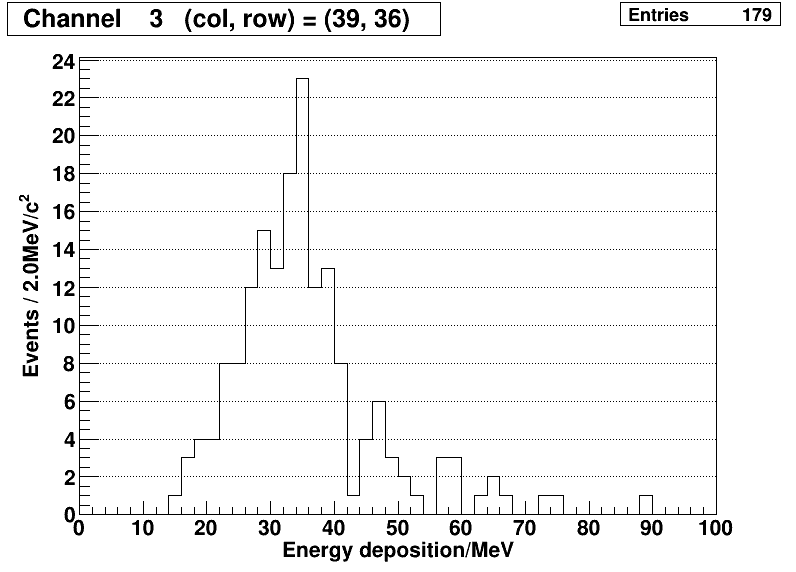 Channel 3 (col, row) = (39, 36)
Entries 179
24
22
20
18
16
14
12
10
8
6
4
2
0
Events / 2.0MeV/c²
0 10 20 30 40 50 60 70 80 90 100
Energy deposition/MeV